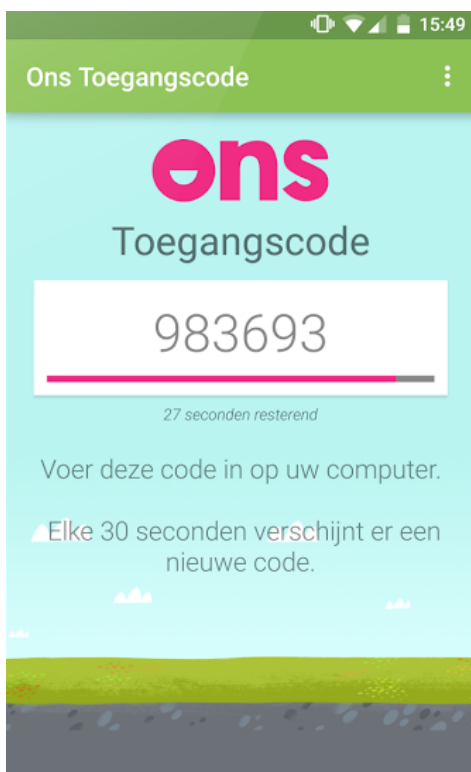 15:49
Ons Toegangscode
ons
Toegangscode
983693
27 seconden resterend
Voer deze code in op uw computer.
Elke 30 seconden verschijnt er een
nieuwe code.